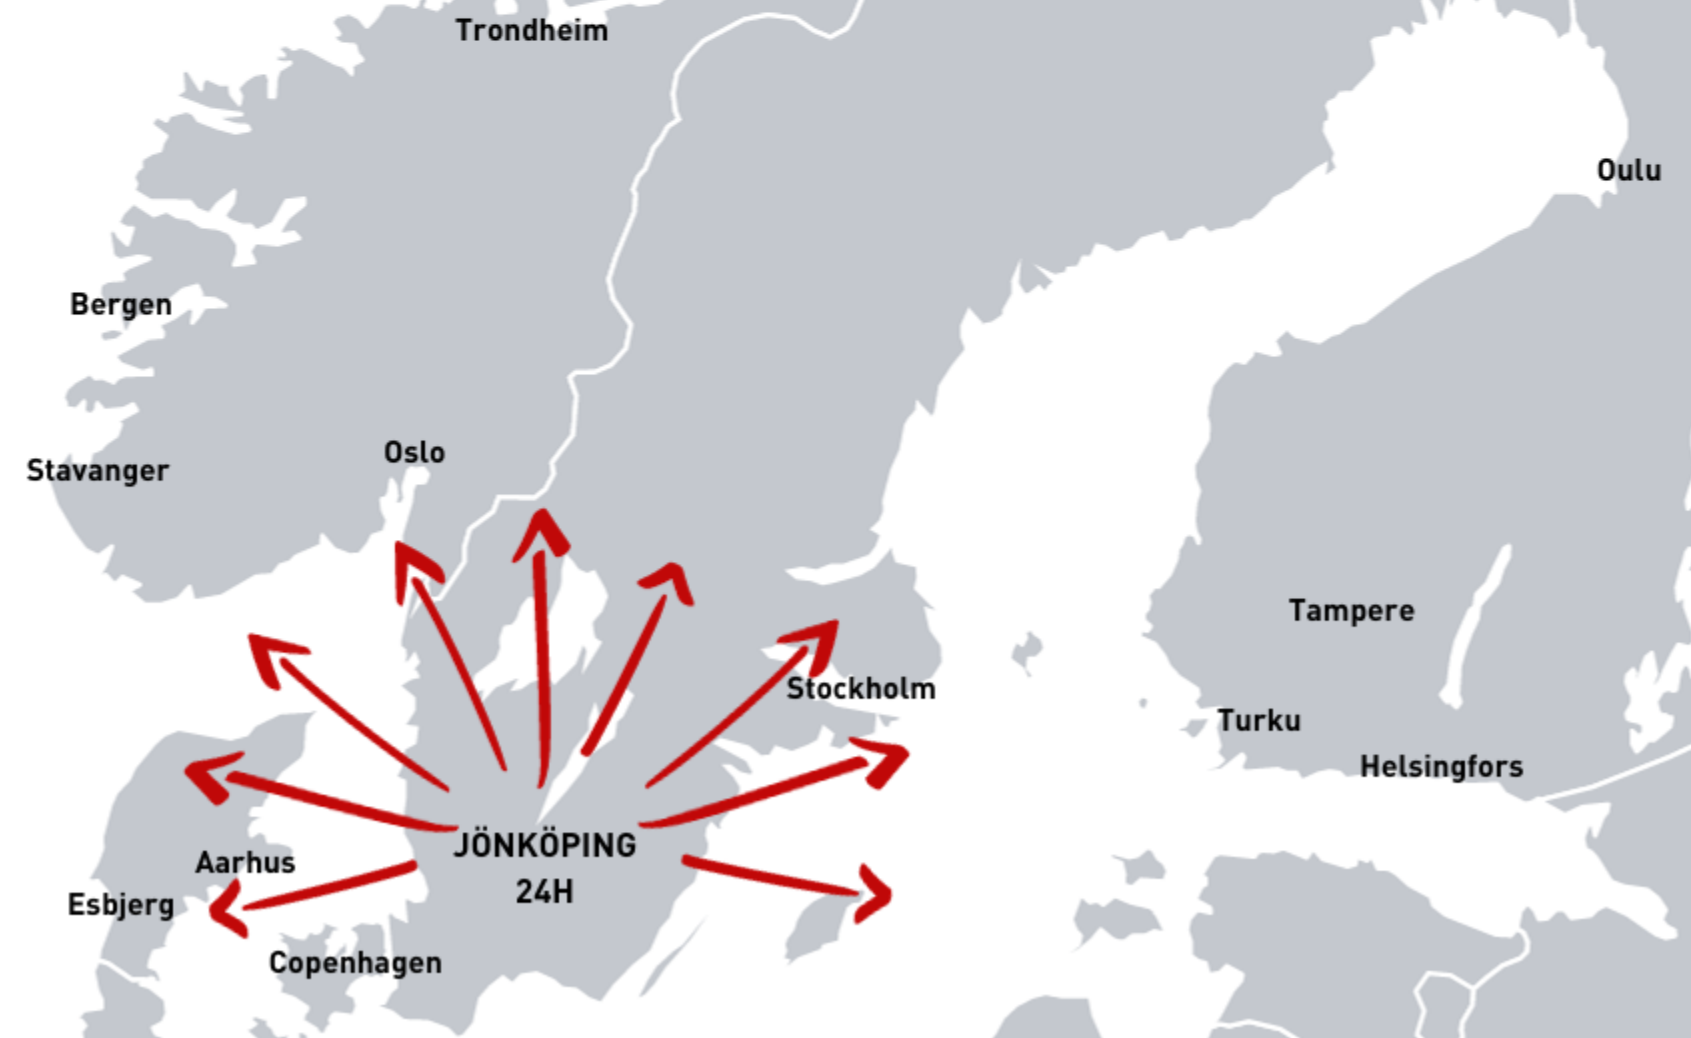 Trondheim
Oulu
Bergen
Oslo
Stavanger
Tampere
Stockholm
Turku
Helsingfors
JÖNKÖPING
24H
Aarhus
Esbjerg
Copenhagen